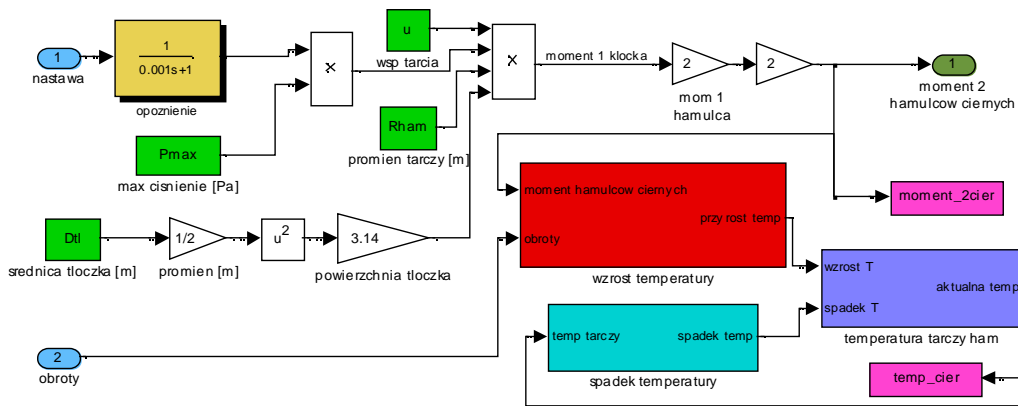 1
nastawa
1
0.001s+1
opoznienie
×
u
wsp tarcia
×
moment 1 klocka
2
mom 1
hamulca
2
1
moment 2
hamulcow ciernych
Pmax
max cisnienie [Pa]
Rham
promien tarczy [m]
Dtl
srednica tloczka [m]
1/2
promien [m]
u²
3.14
powierzchnia tloczka
moment hamulcow ciernych
przyrost temp
obroty
wzrost temperatury
moment_2cier
wzrost T
aktualna temp
spadek T
temperatura tarczy ham
temp tarczy
spadek temp
spadek temperatury
2
obroty
temp_cier